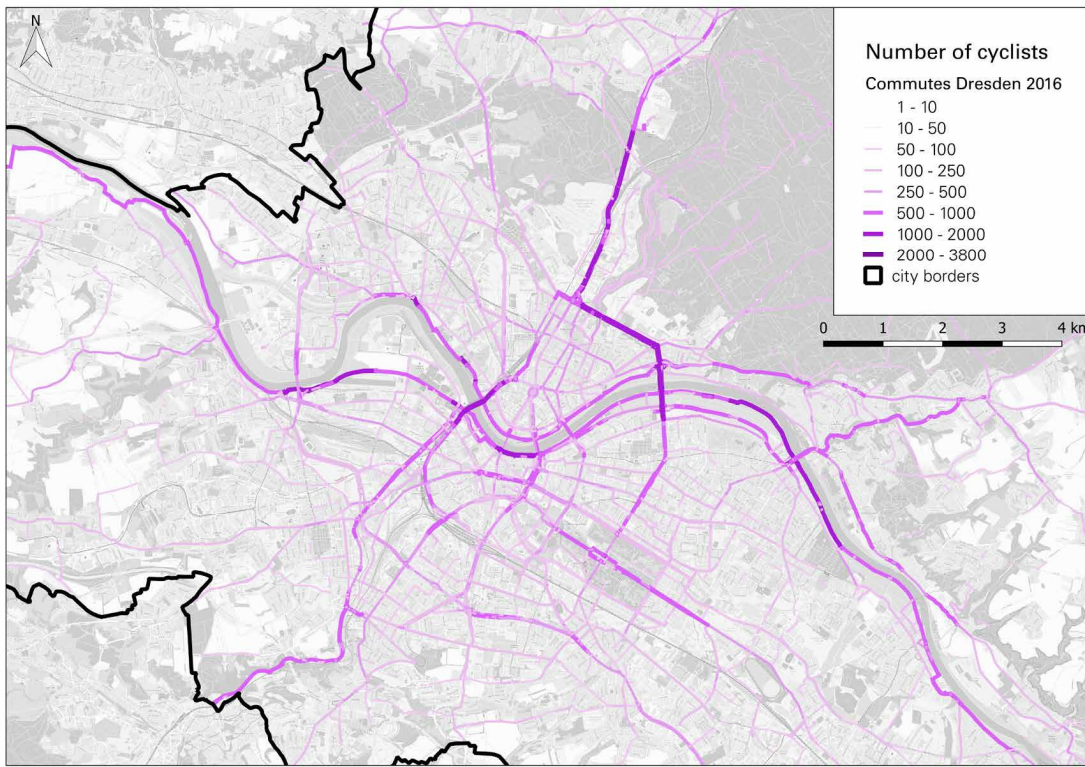 N
Number of cyclists
Commutes Dresden 2016
1 - 10
10 - 50
50 - 100
100 - 250
250 - 500
500 - 1000
1000 - 2000
2000 - 3800
city borders
0 1 2 3 4 km